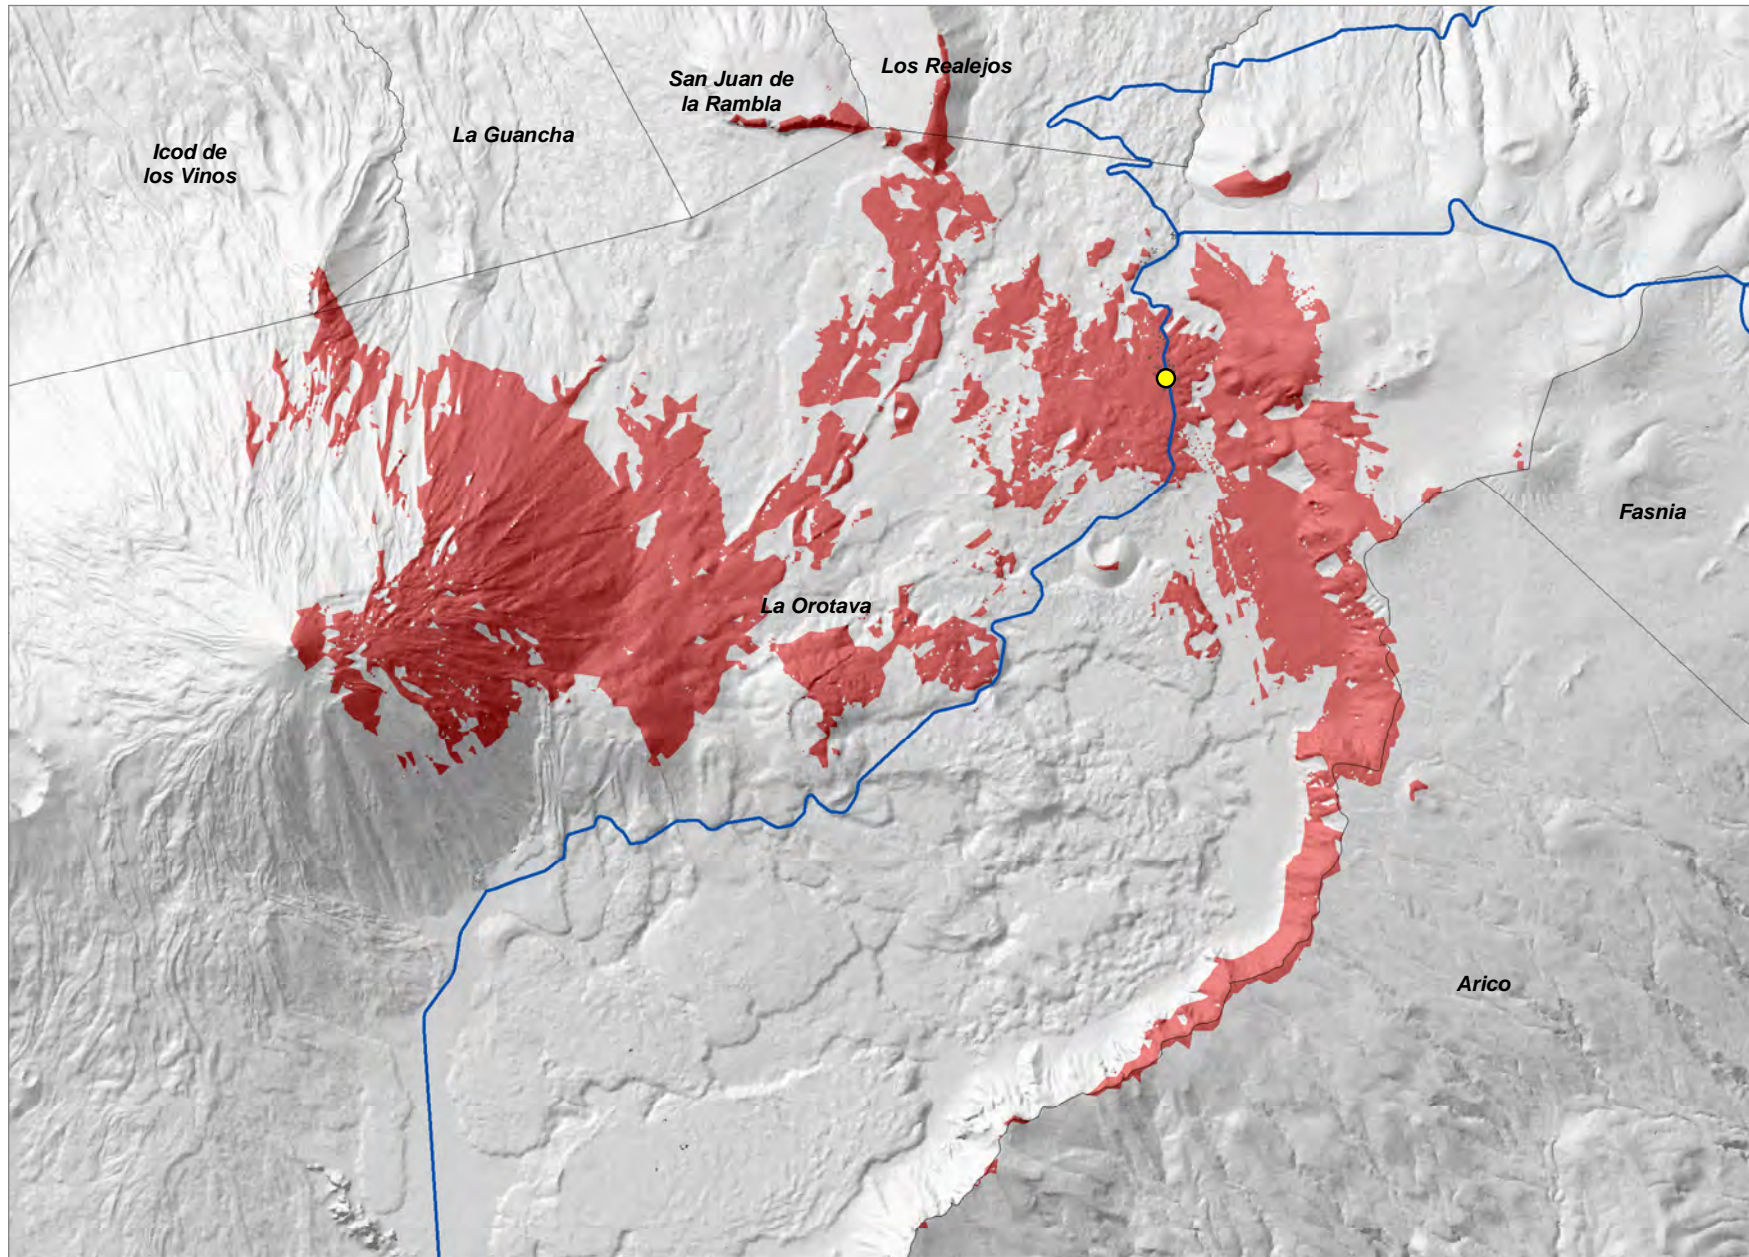 Los Realejos
San Juan de
la Rambla
La Guancha
Icod de
los Vinos
Fasnia
La Orotava
Arico